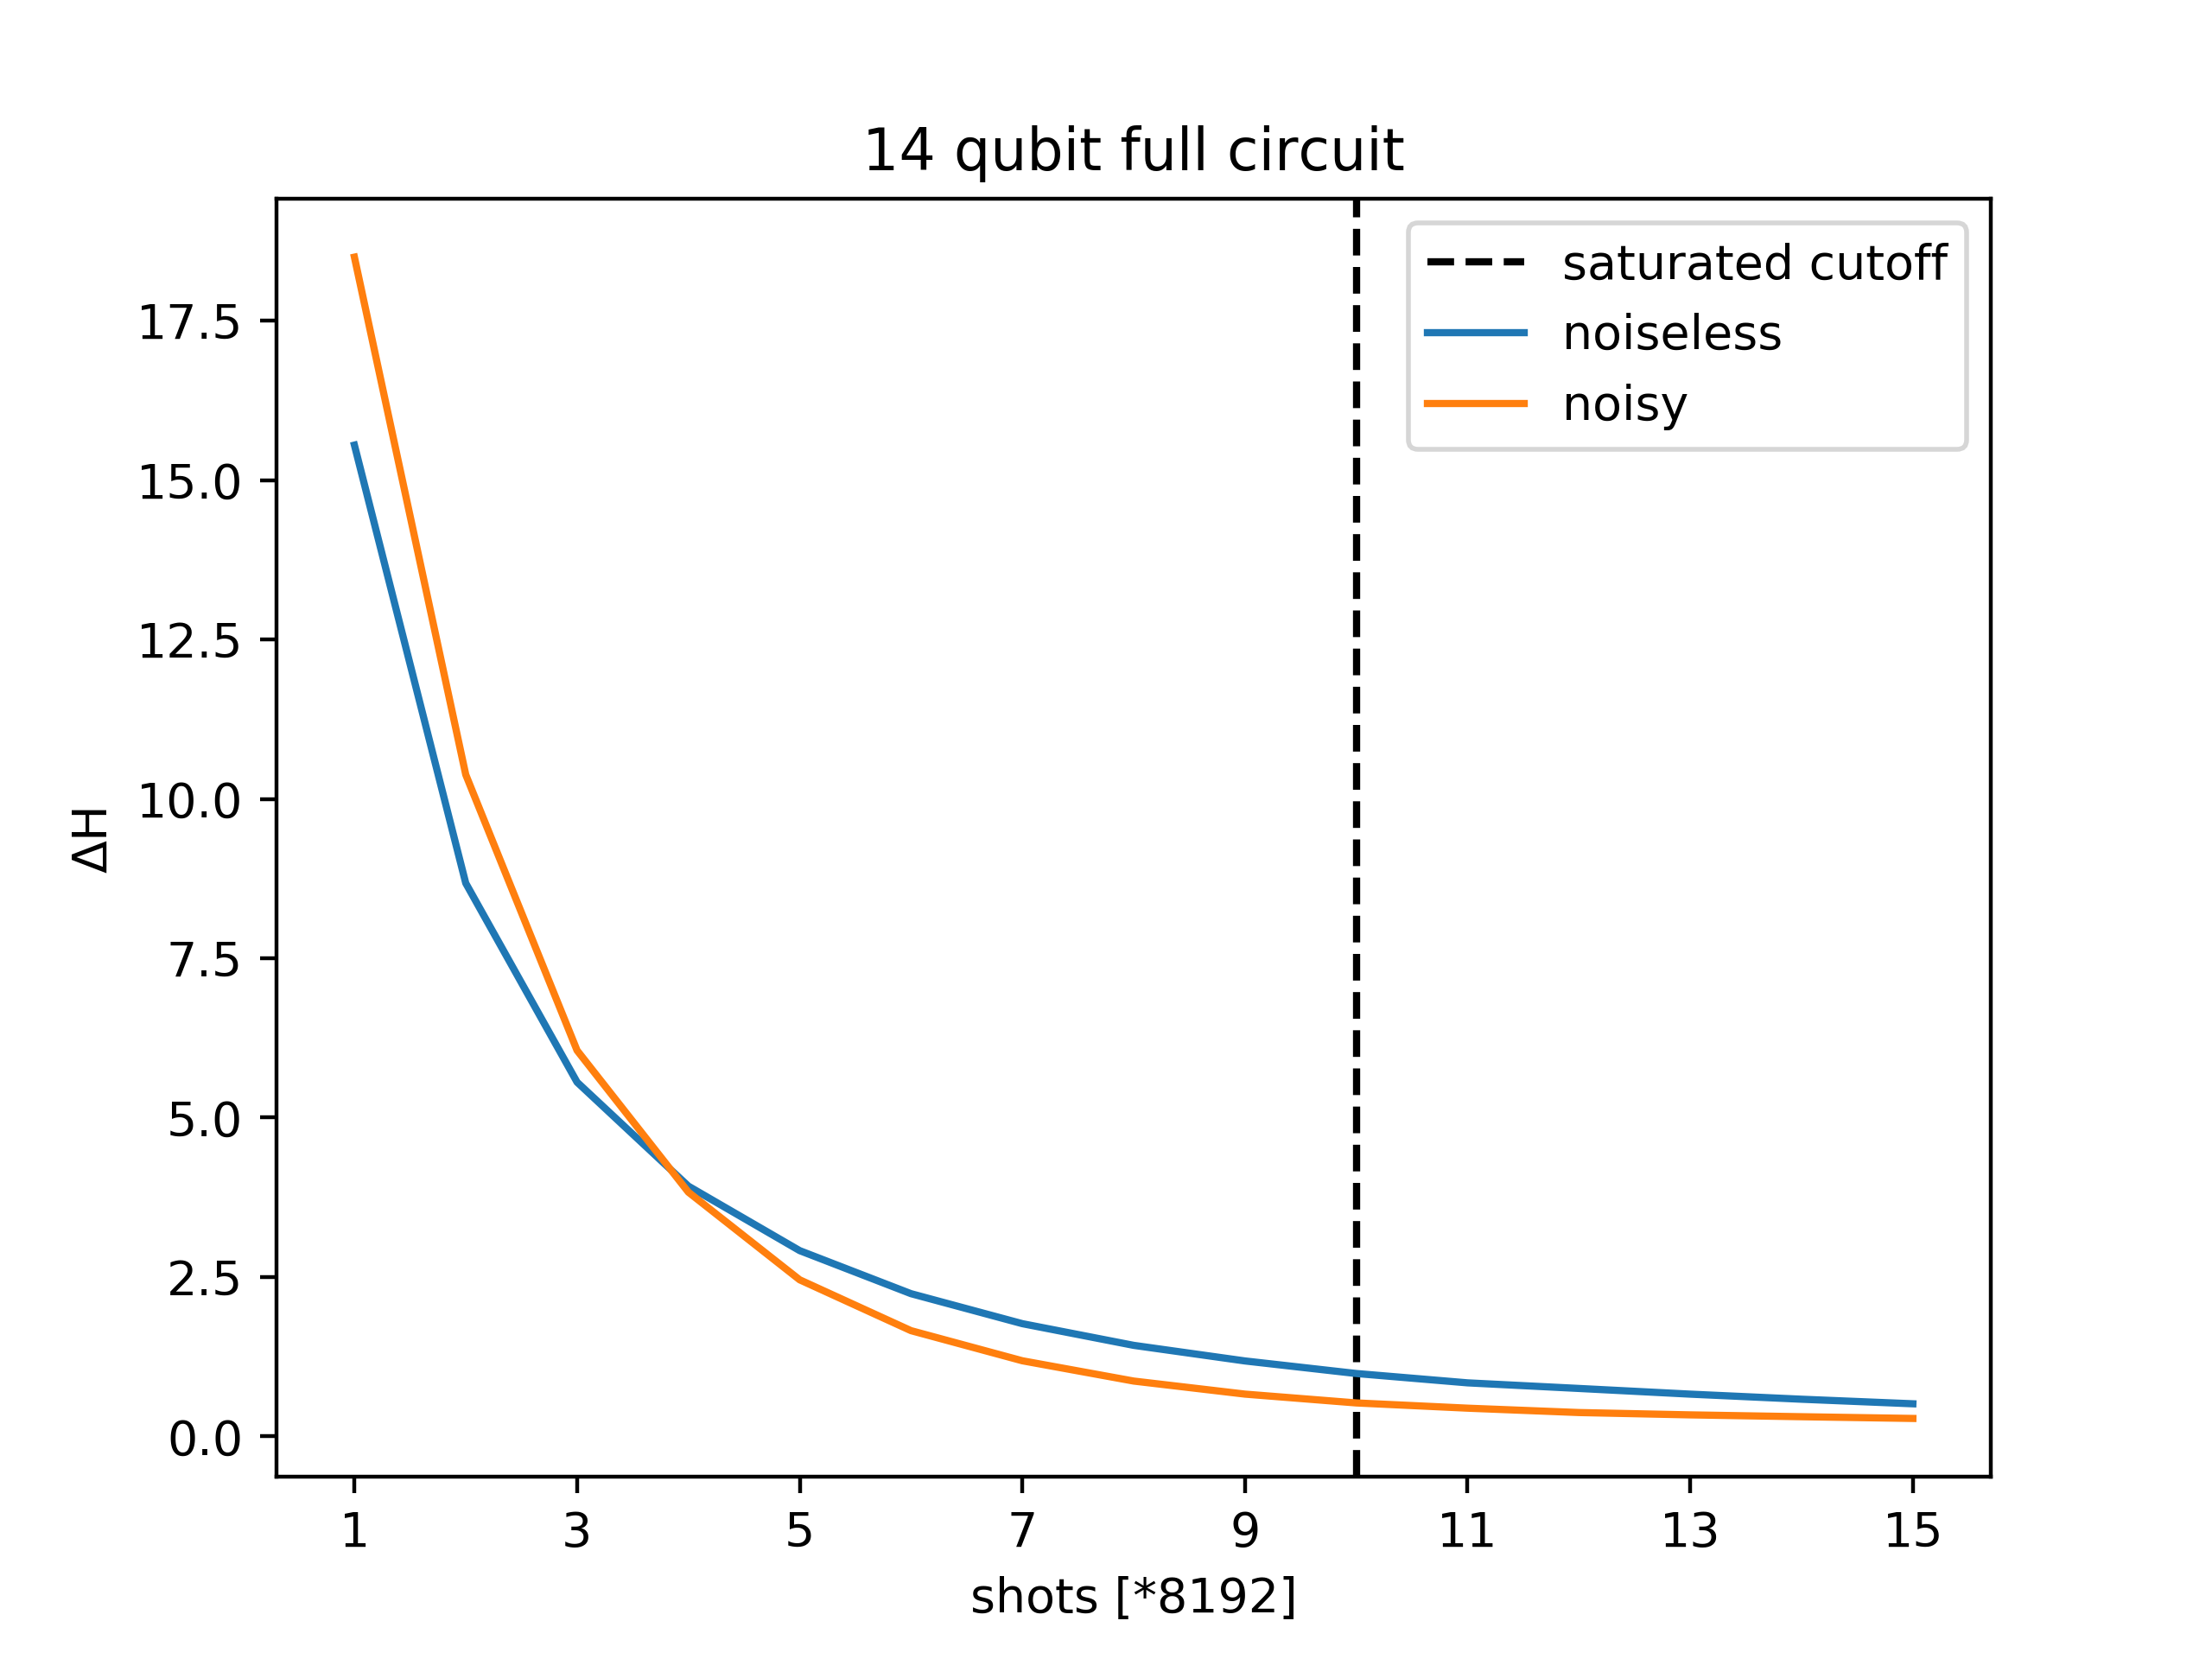 14 qubit full circuit
saturated cutoff
noiseless
noisy
17.5
15.0
12.5
10.0
7.5
5.0
2.5
0.0
ΔH
1 3 5 7 9 11 13 15
shots [*8192]